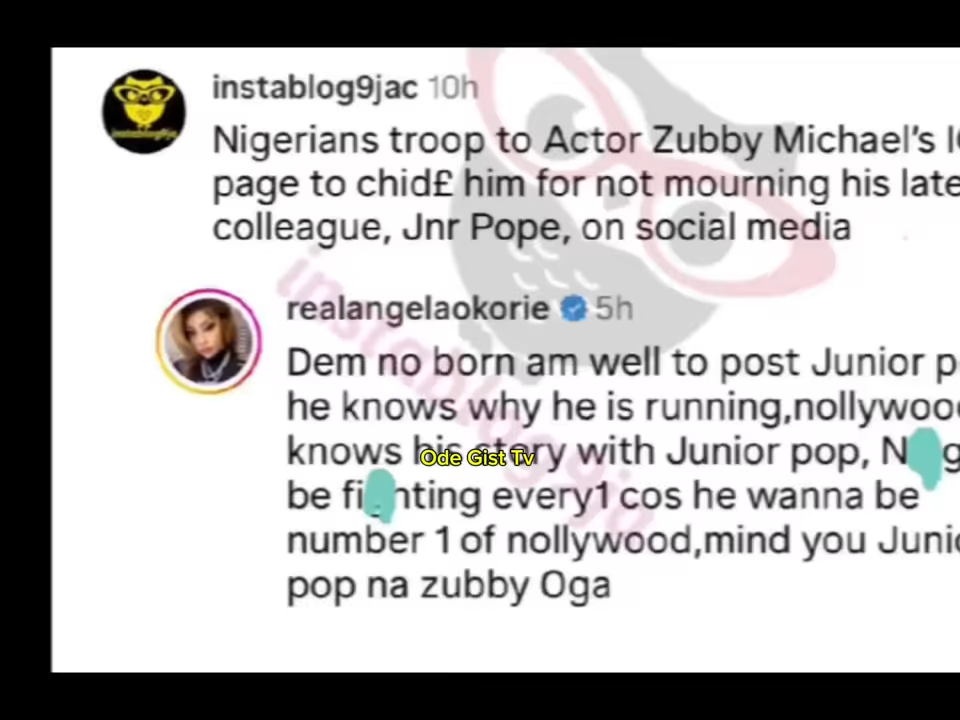 instablog9jac 10h
Nigerians troop to Actor Zubby Michael's
page to chid£ him for not mourning his late
colleague, Jnr Pope, on social media
realangelaokorie 5h
Dem no born am well to post Junior
he knows why he is running,nollywood
knows his story with Junior pop,
Ode Gist Tv
be fighting every1 cos he wanna be
number 1 of nollywood,mind you
pop na zubby Oga
instablog9ja